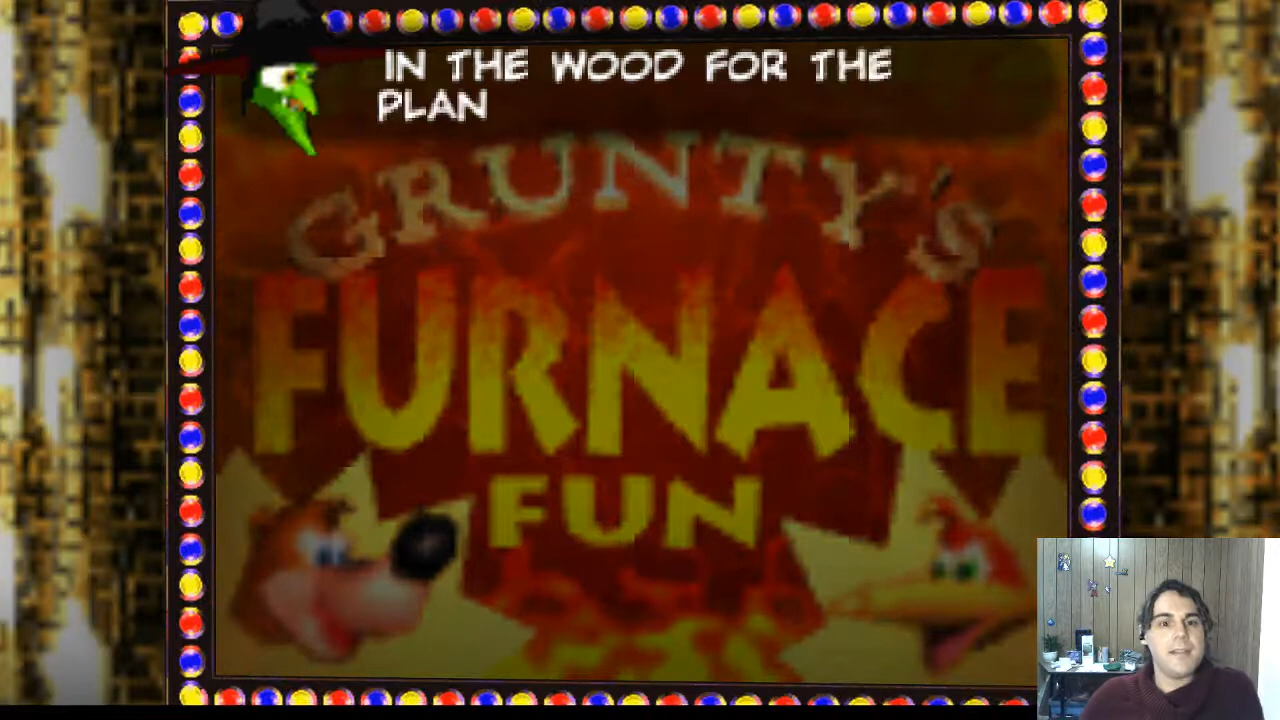 IN THE WOOD FOR THE
PLAN
GRUNTY'S
FURNACE
FUN